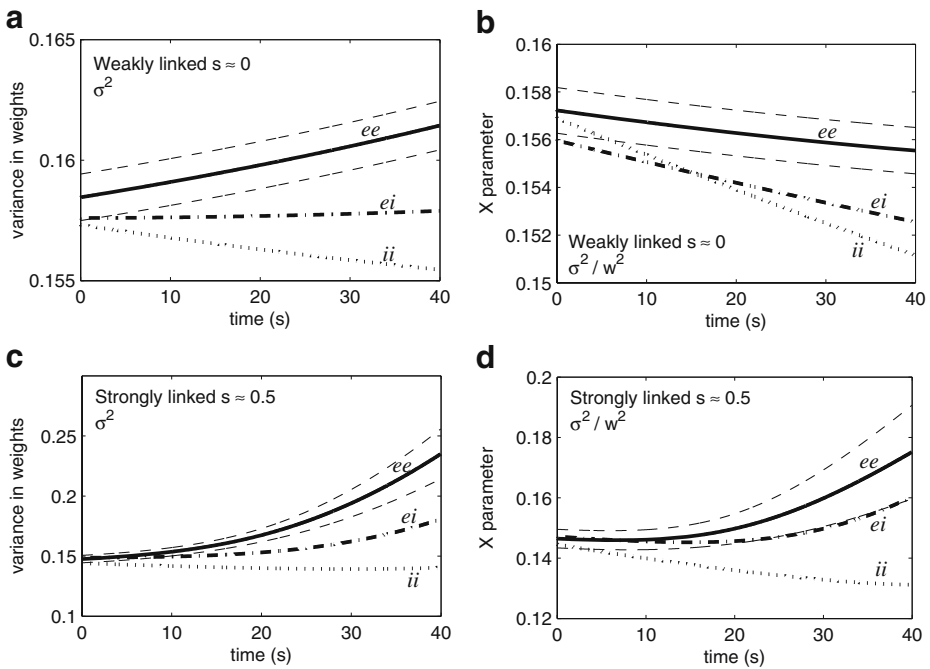 a
0.165
Weakly linked s ≈ 0
σ²
ee
0.16
ei
ii
0.155
0 10 20 30 40
time (s)
variance in weights
b
0.16
0.158
0.156
0.154
0.152
0.15
ee
ei
ii
Weakly linked s ≈ 0
σ² / w²
0 10 20 30 40
time (s)
X parameter
c
Strongly linked s ≈ 0.5
σ²
0.25
0.2
0.15
0.1
ee
ei
ii
0 10 20 30 40
time (s)
variance in weights
d
0.2
Strongly linked s ≈ 0.5
σ² / w²
0.18
0.16
0.14
0.12
ee
ei
ii
0 10 20 30 40
time (s)
X parameter